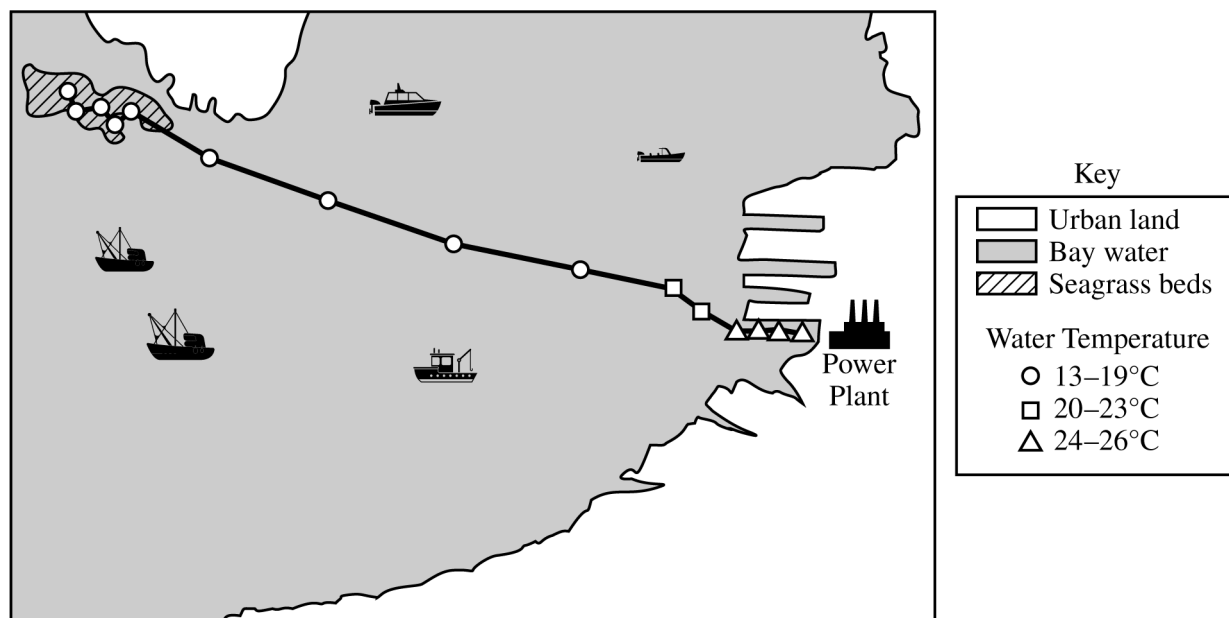 Power
Plant
Key
Urban land
Bay water
Seagrass beds
Water Temperature
13–19°C
20–23°C
24–26°C